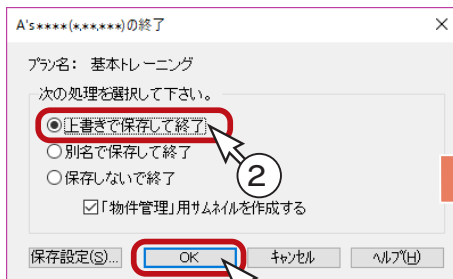 A's****(*,**,***)の終了
プラン名： 基本トレーニング
次の処理を選択して下さい。
上書きで保存して終了
別名で保存して終了
保存しないで終了
「物件管理」用サムネイルを作成する
2
保存設定(S)... OK キャンセル ヘルプ(H)